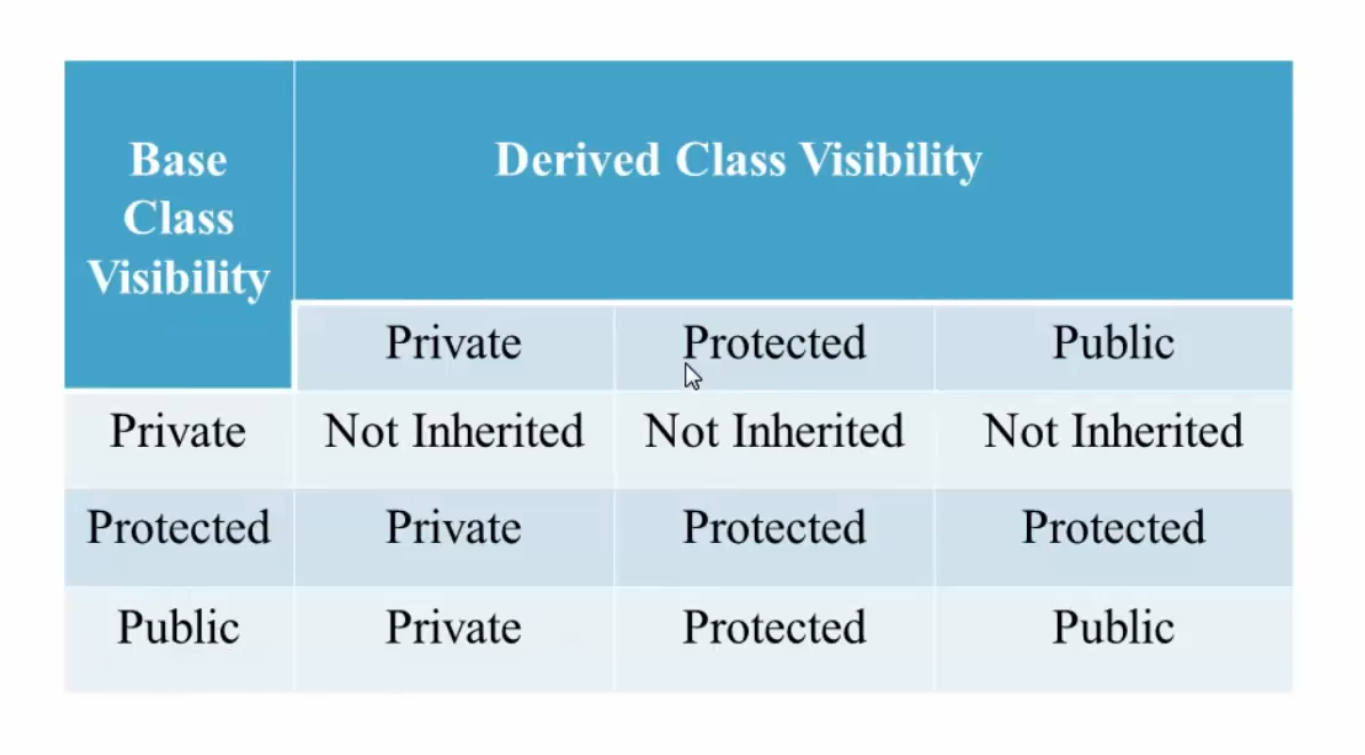 Base
Class
Visibility
Derived Class Visibility
Private Protected Public
Private Not Inherited Not Inherited Not Inherited
Protected Private Protected Protected
Public Private Protected Public